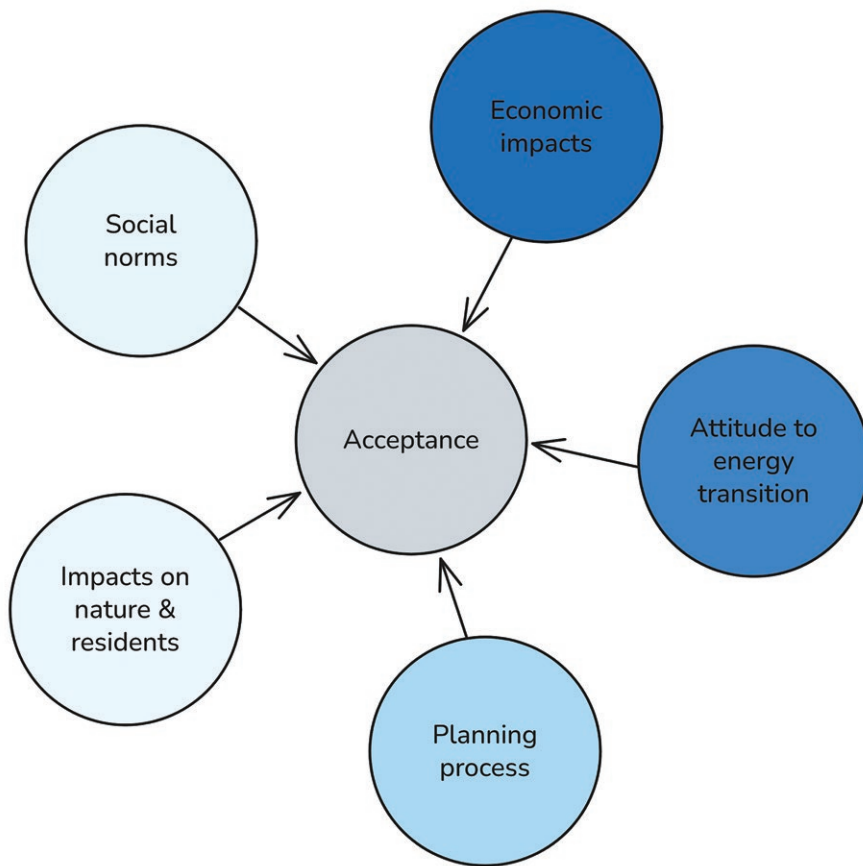 Economic
impacts
Social
norms
Acceptance
Attitude to
energy
transition
Impacts on
nature &
residents
Planning
process